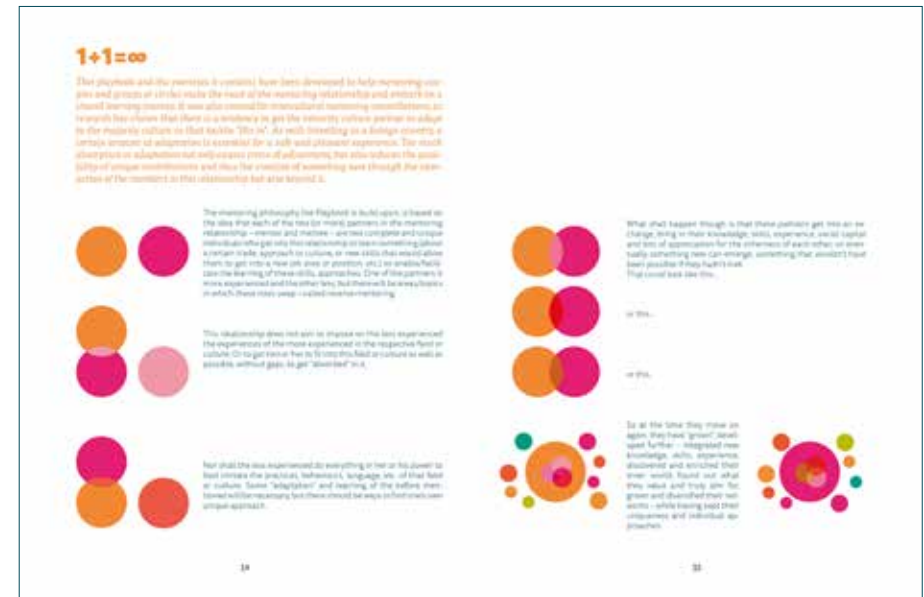 1+1=∞
This playbook and the exercises it contains have been developed to help mentoring
and groups or circles make the most of the mentoring relationship and embark on a
shared learning journey. It was also created for intercultural mentoring constellations, as
research has shown that there is a tendency to get the minority culture partner to adapt
to the majority culture so that he/she "fits in". As with travelling in a foreign country, a
certain amount of adaptation is essential for a safe and pleasant experience. Too much
absorption or adaptation not only
of unique contributions and thus the creation of something new through the
of the members in this relationship but also beyond it.
The mentoring philosophy the Playbook is build upon, is based on
the idea that each of the two (or more) partners in the mentoring
relationship – mentor and mentee – are two complete and unique
individuals who get into this relationship to learn something (about
a certain trade, approach to culture, or new skills that would allow
them to get into a new job area or position, etc.) or enable/facili-
tate the learning of these skills, approaches. One of the partners is
more experienced and the other less, but there will be areas/topics
in which these roles swap – called reverse mentoring.
This relationship does not aim to impose on the less experienced
the experiences of the more experienced in the respective field or
culture. Or to get him or her to fit into this field or culture as well as
possible, without gaps, to get "absorbed" in it.
Nor shall the less experienced do everything in her or his power to
best imitate the practices, behaviours, language, etc. of that field
or culture. Some "adaptation" and learning of the before men-
tioned will be necessary, but there should be ways to find one's own
unique approach.
14
What shall happen though is that these partners get into an ex-
change, bring in their knowledge, skills, experience, social capital
and lots of appreciation for the otherness of each other, so even-
tually something new can emerge, something that wouldn't have
been possible if they hadn't met.
That could look like this...
or this...
or this...
So at the time they move on
again, they have "grown", devel-
oped further – integrated new
knowledge, skills, experience,
discovered and enriched their
inner world, found out what
they value and truly aim for,
grown and diversified their net-
works – while having kept their
uniqueness and individual ap-
proaches.